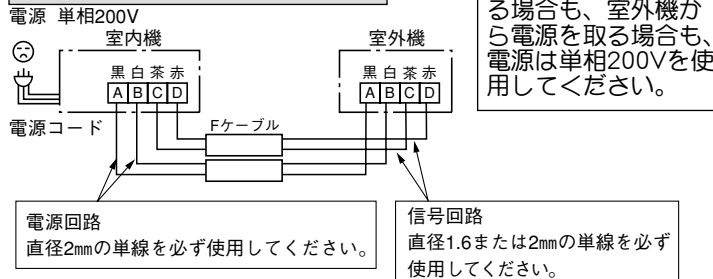 電源 単相200V
室内機
黒 白 茶 赤
A B C D
電源コード
Fケーブル
室外機
黒 白 茶 赤
A B C D
る場合も、室外機か
ら電源を取る場合も、
電源は単相200Vを使
用してください。
電源回路
直径2㎜の単線を必ず使用してください。
信号回路
直径1.6または2㎜の単線を必ず
使用してください。